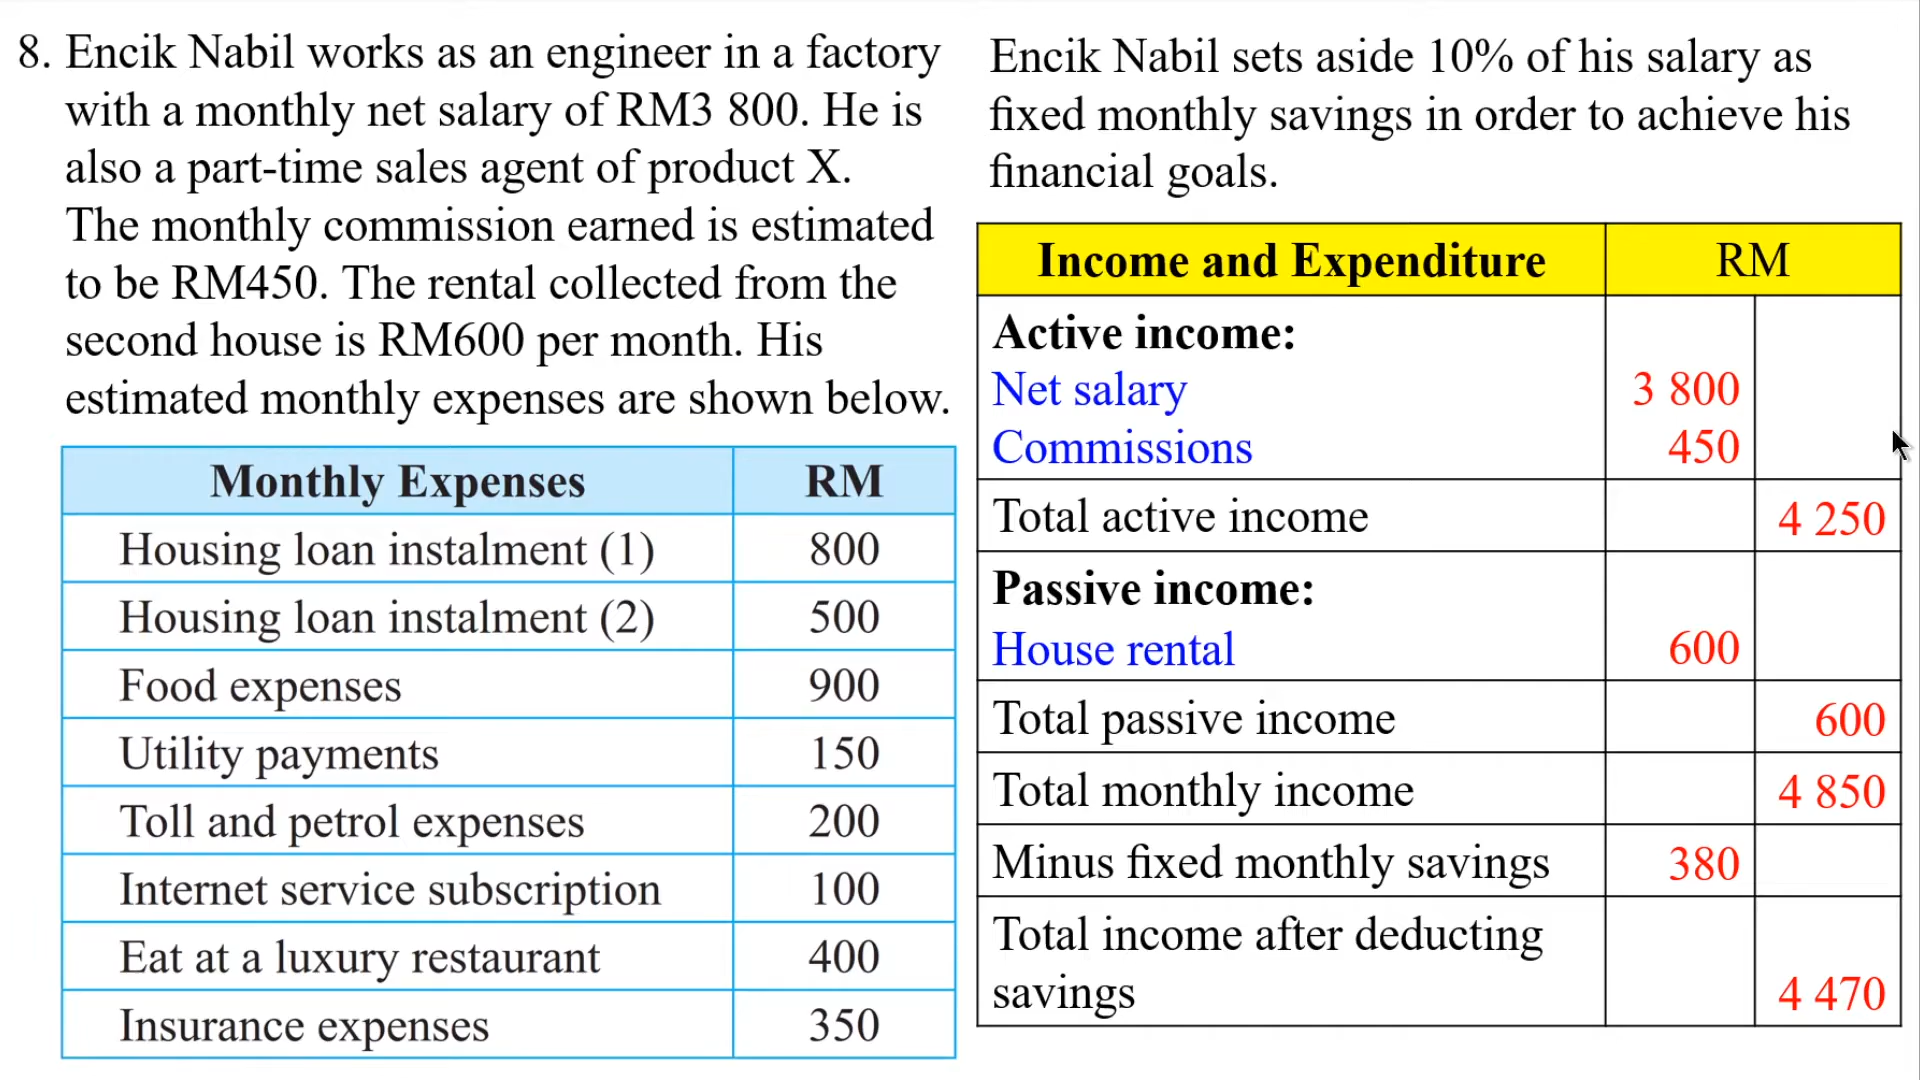 8. Encik Nabil works as an engineer in a factory
with a monthly net salary of RM3 800. He is
also a part-time sales agent of product X.
The monthly commission earned is estimated
to be RM450. The rental collected from the
second house is RM600 per month. His
estimated monthly expenses are shown below.
Monthly Expenses RM
Housing loan instalment (1) 800
Housing loan instalment (2) 500
Food expenses 900
Utility payments 150
Toll and petrol expenses 200
Internet service subscription 100
Eat at a luxury restaurant 400
Insurance expenses 350
Encik Nabil sets aside 10% of his salary as
fixed monthly savings in order to achieve his
financial goals.
Income and Expenditure RM
Active income:
Net salary 3 800
Commissions 450
Total active income 4 250
Passive income:
House rental 600
Total passive income 600
Total monthly income 4 850
Minus fixed monthly savings 380
Total income after deducting
savings 4 470